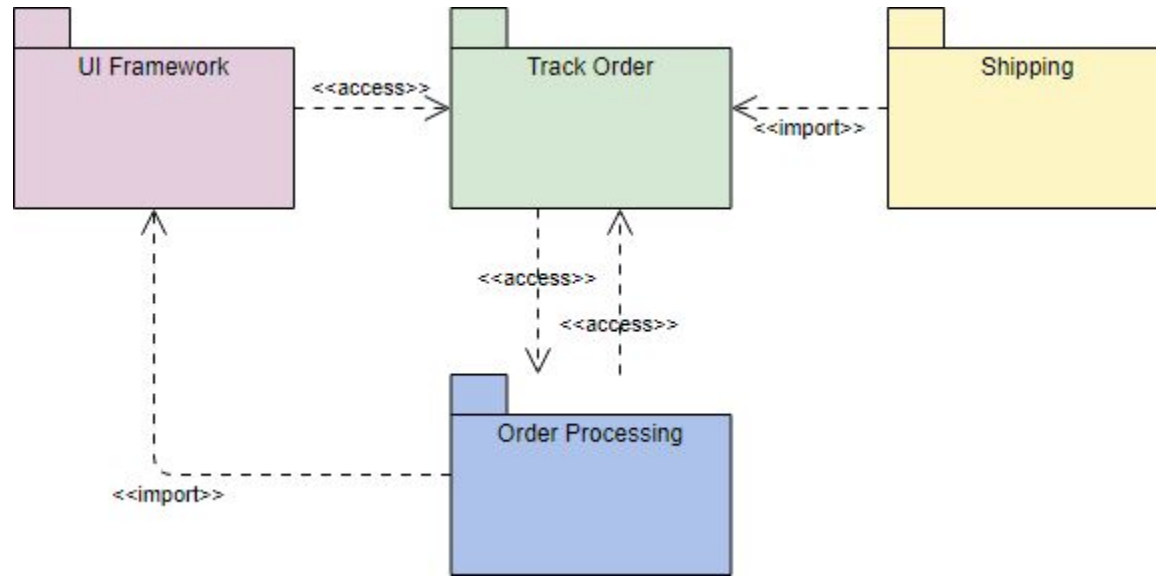 UI Framework
<<access>>
Track Order
<<import>>
Shipping
<<access>>
<<access>>
Order Processing
<<import>>